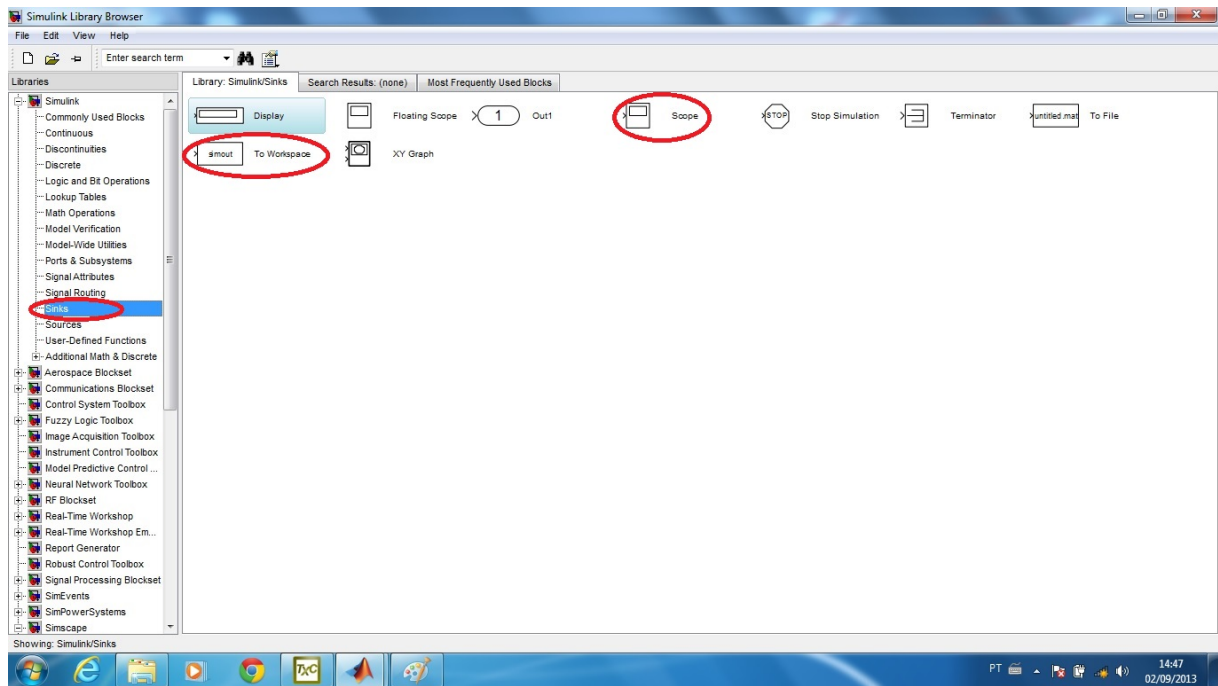 Simulink Library Browser
File Edit View Help
Enter search term
Libraries
Library: Simulink/Sinks
Search Results: (none)
Most Frequently Used Blocks
Simulink
Commonly Used Blocks
Continuous
Discontinuities
Discrete
Logic and Bit Operations
Lookup Tables
Math Operations
Model Verification
Model-Wide Utilities
Ports & Subsystems
Signal Attributes
Signal Routing
Sinks
Sources
User-Defined Functions
Additional Math & Discrete
Aerospace Blockset
Communications Blockset
Control System Toolbox
Fuzzy Logic Toolbox
Image Acquisition Toolbox
Instrument Control Toolbox
Model Predictive Control ...
Neural Network Toolbox
RF Blockset
Real-Time Workshop
Real-Time Workshop Em...
Report Generator
Robust Control Toolbox
Signal Processing Blockset
SimEvents
SimPowerSystems
Simscape
Display
Floating Scope
1 Out1
Scope
STOP Stop Simulation
Terminator
untitled.mat To File
simout To Workspace
XY Graph
Showing: Simulink/Sinks
TXC
PT
14:47
02/09/2013